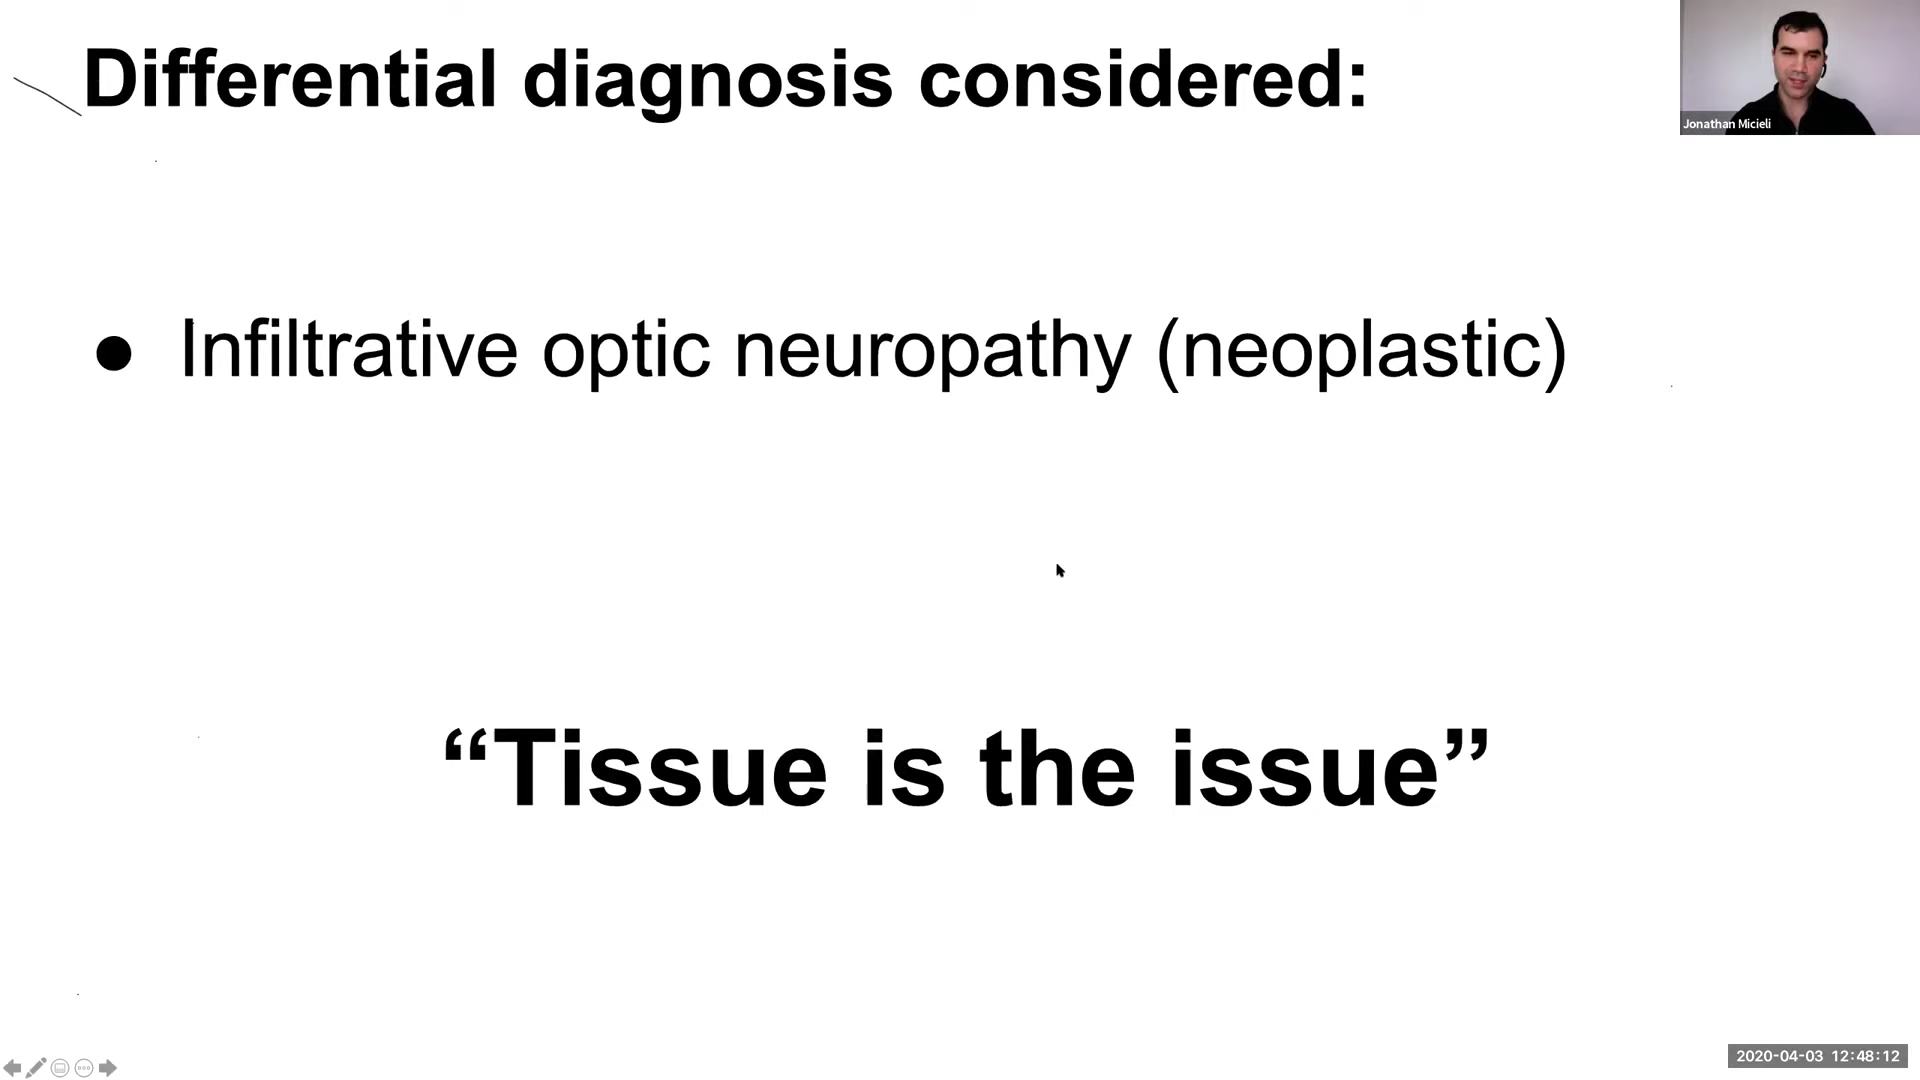 Differential diagnosis considered:
Jonathan Micieli
● Infiltrative optic neuropathy (neoplastic)
“Tissue is the issue”
2020-04-03 12:48:12